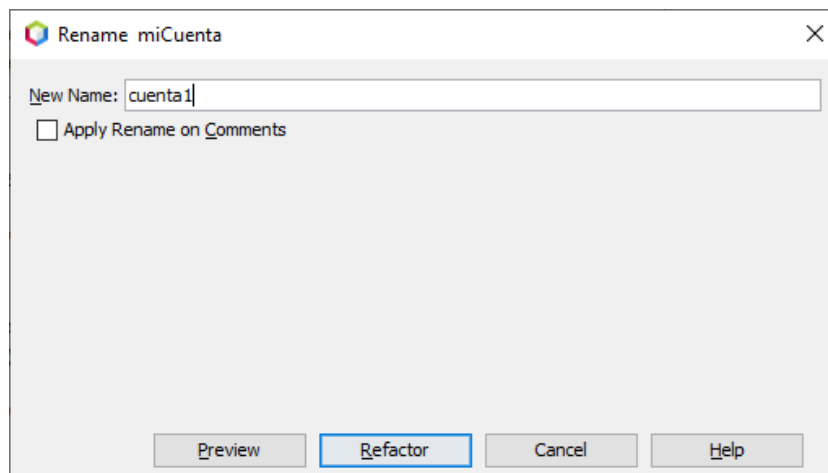 Rename miCuenta
New Name: cuenta1
Apply Rename on Comments
Preview Refactor Cancel Help